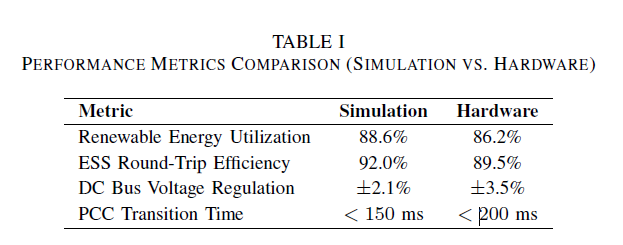 TABLE I
PERFORMANCE METRICS COMPARISON (SIMULATION VS. HARDWARE)
Metric Simulation Hardware
Renewable Energy Utilization 88.6% 86.2%
ESS Round-Trip Efficiency 92.0% 89.5%
DC Bus Voltage Regulation ±2.1% ±3.5%
PCC Transition Time < 150 ms < 200 ms